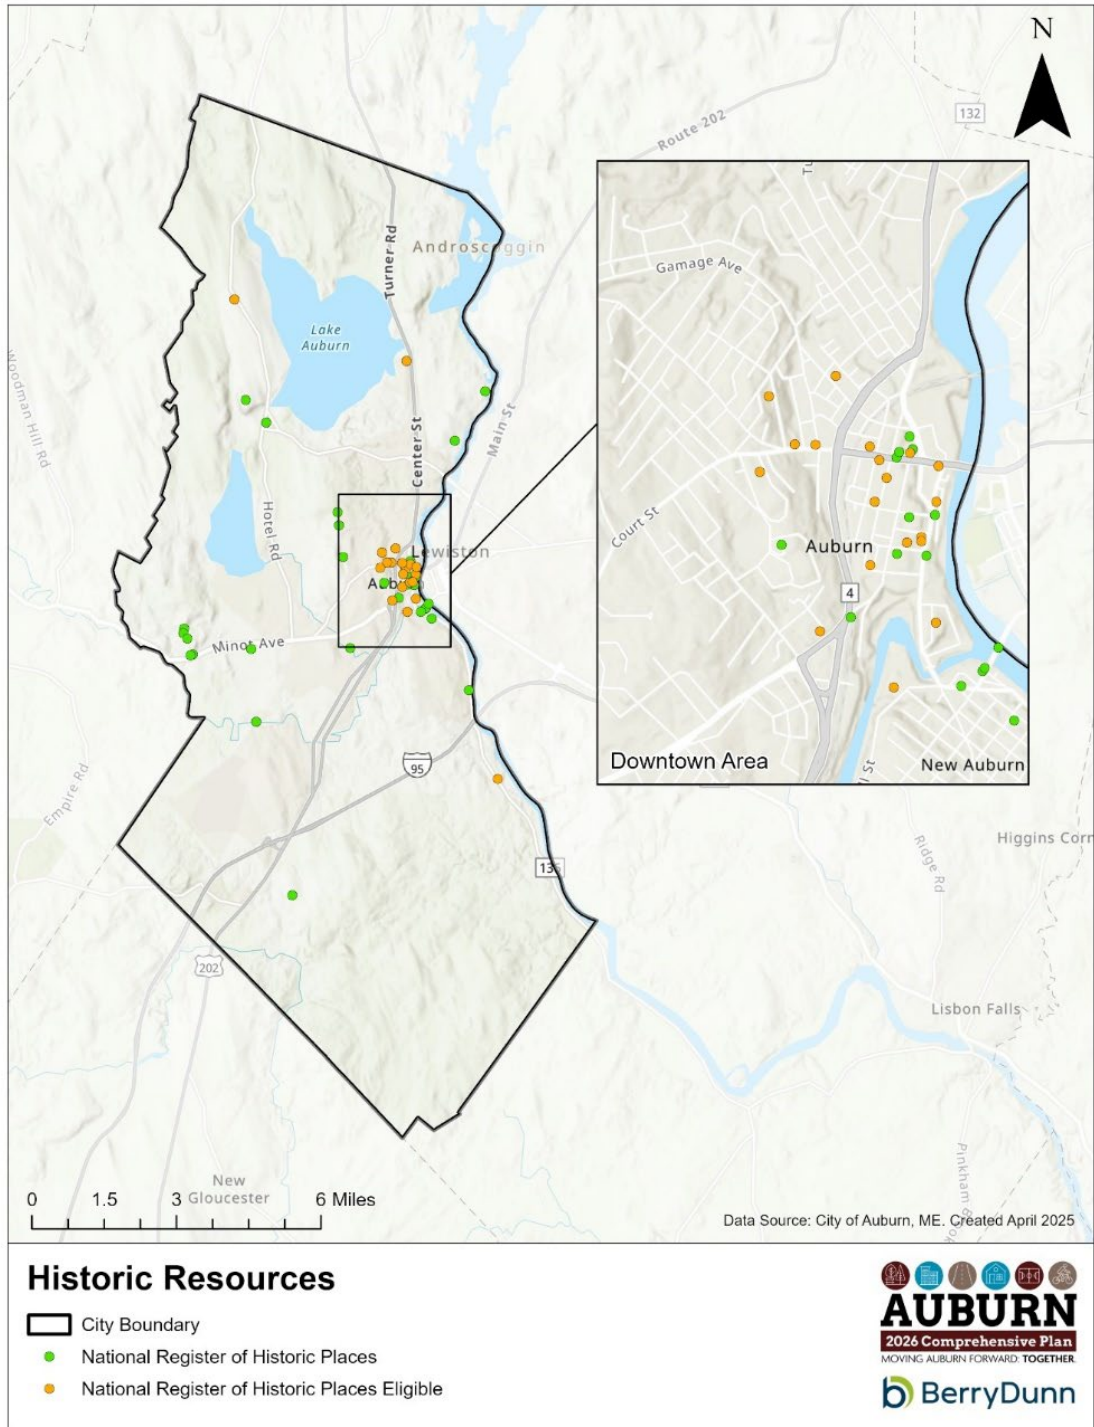 N
132
Route 202
Turner Rd
Androscoggin
Gamage Ave
Lake
Auburn
Woodman Hill Rd
Main St
Center St
Court St
Hotel Rd
Lewiston
Auburn
Auburn
4
Minot Ave
Downtown Area
New Auburn
95
Empire Rd
Ridge Rd
Higgins Corn
202
Lisbon Falls
New
Gloucester
0 1.5 3 6 Miles
Data Source: City of Auburn, ME. Created April 2025
Historic Resources
City Boundary
National Register of Historic Places
National Register of Historic Places Eligible
AUBURN
2026 Comprehensive Plan
MOVING AUBURN FORWARD. TOGETHER.
b BerryDunn